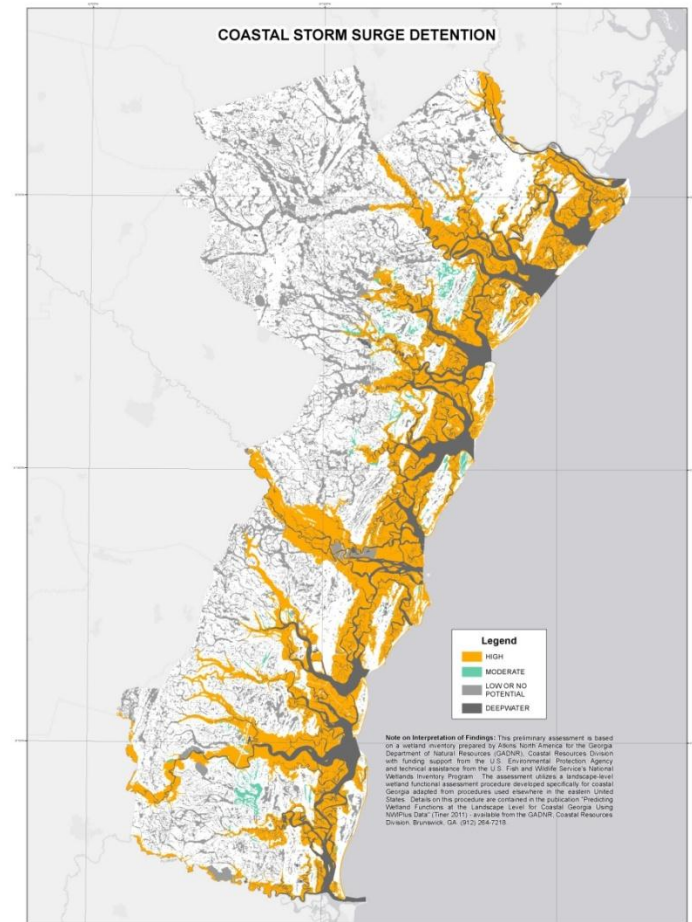 COASTAL STORM SURGE DETENTION
Legend
HIGH
MODERATE
LOW OR NO
POTENTIAL
DEEPWATER
Note on Interpretation of Findings: This preliminary assessment is based
on a wetland inventory prepared by Atkins North America for the Georgia
Department of Natural Resources (GADNR), Coastal Resources Division
with funding support from the U.S. Environmental Protection Agency
and technical assistance from the U.S. Fish and Wildlife Service's National
Wetlands Inventory Program. The assessment utilizes a landscape-level
wetland functional assessment procedure developed specifically for coastal
Georgia adapted from procedures used elsewhere in the eastern United
States. Details on this procedure are contained in the publication "Predicting
Wetland Functions at the Landscape Level for Coastal Georgia Using
NWIPlus Data" (Tiner 2011) - available from the GADNR, Coastal Resources
Division, Brunswick, GA (912) 264-7218.